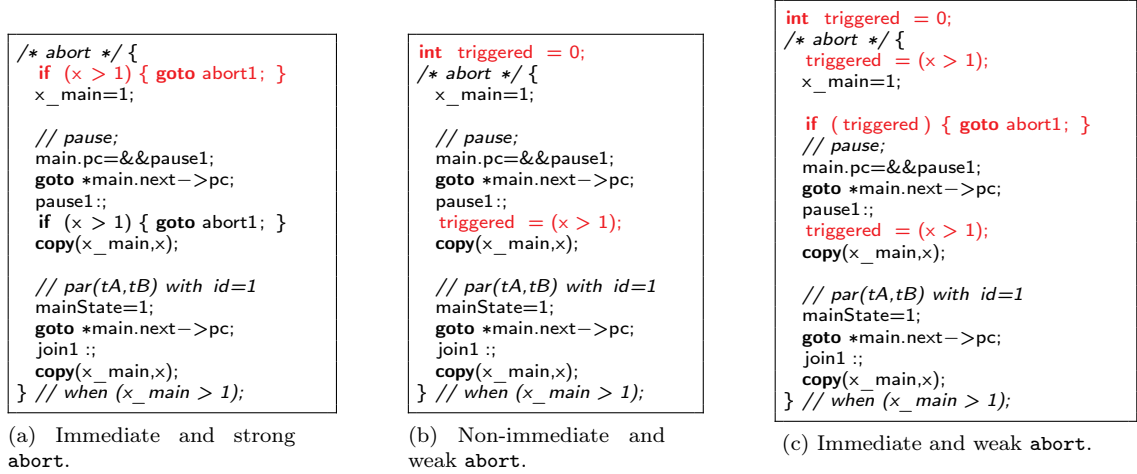 /* abort */ {
if (x > 1) { goto abort1; }
x_main=1;
// pause;
main.pc=&&pause1;
goto *main.next->pc;
pause1:;
if (x > 1) { goto abort1; }
copy(x_main,x);
// par(tA,tB) with id=1
mainState=1;
goto *main.next->pc;
join1 :;
copy(x_main,x);
} // when (x_main > 1);
(a) Immediate and strong
abort.
int triggered = 0;
/* abort */ {
x_main=1;
// pause;
main.pc=&&pause1;
goto *main.next->pc;
pause1:;
triggered = (x > 1);
copy(x_main,x);
// par(tA,tB) with id=1
mainState=1;
goto *main.next->pc;
join1 :;
copy(x_main,x);
} // when (x_main > 1);
(b) Non-immediate and
weak abort.
int triggered = 0;
/* abort */ {
triggered = (x > 1);
x_main=1;
if ( triggered ) { goto abort1; }
// pause;
main.pc=&&pause1;
goto *main.next->pc;
pause1:;
triggered = (x > 1);
copy(x_main,x);
// par(tA,tB) with id=1
mainState=1;
goto *main.next->pc;
join1 :;
copy(x_main,x);
} // when (x_main > 1);
(c) Immediate and weak abort.